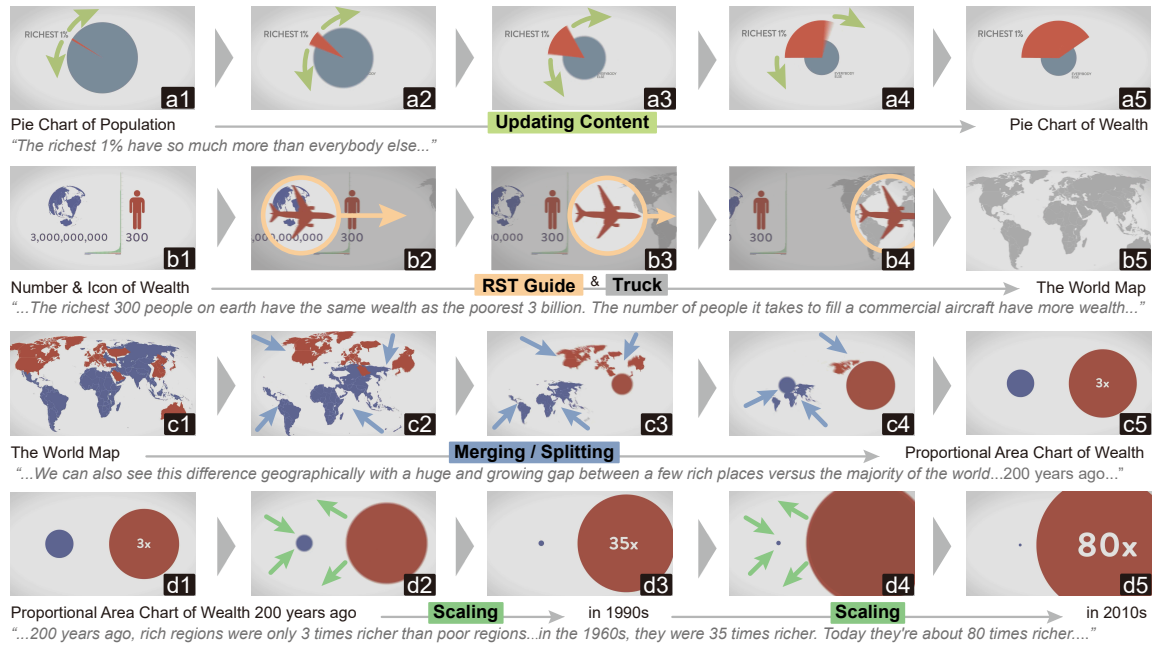 RICHEST 1%
a1
RICHEST 1%
a2
RICHEST 1%
EVERYBODY
ELSE
a3
RICHEST 1%
EVERYBODY
ELSE
a4
RICHEST 1%
EVERYBODY
ELSE
a5
Pie Chart of Population
Updating Content
Pie Chart of Wealth
“The richest 1% have so much more than everybody else...”
3,000,000,000
300
b1
300
b2
300
b3
b4
b5
Number & Icon of Wealth
RST Guide & Truck
The World Map
“...The richest 300 people on earth have the same wealth as the poorest 3 billion. The number of people it takes to fill a commercial aircraft have more wealth...”
c1
c2
c3
c4
3x
c5
The World Map
Merging / Splitting
Proportional Area Chart of Wealth
“...We can also see this difference geographically with a huge and growing gap between a few rich places versus the majority of the world...200 years ago...”
3x
d1
d2
35x
d3
d4
80x
d5
Proportional Area Chart of Wealth 200 years ago
Scaling
in 1990s
Scaling
in 2010s
“...200 years ago, rich regions were only 3 times richer than poor regions...in the 1960s, they were 35 times richer. Today they're about 80 times richer....”